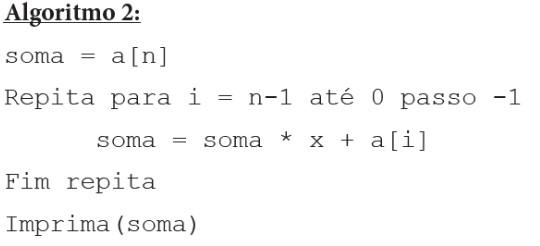 Algoritmo 2:
soma = a[n]
Repita para i = n-1 até 0 passo -1
soma = soma * x + a[i]
Fim repita
Imprima(soma)